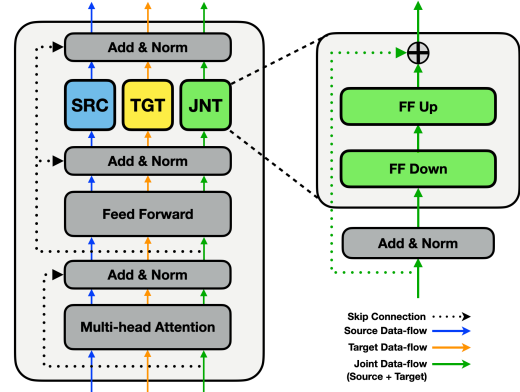 Add & Norm
SRC TGT JNT
Add & Norm
Feed Forward
Add & Norm
Multi-head Attention
FF Up
FF Down
Add & Norm
Skip Connection
Source Data-flow
Target Data-flow
Joint Data-flow
(Source + Target)